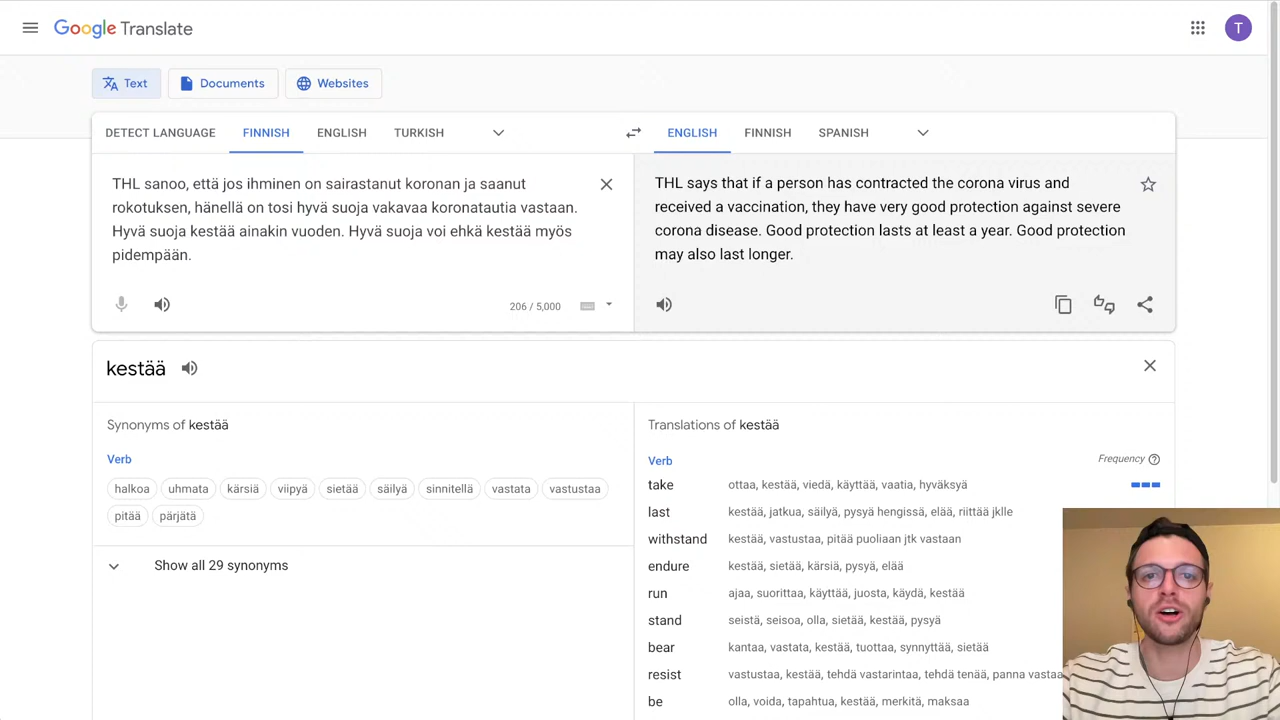 Google Translate
T
Text
Documents
Websites
DETECT LANGUAGE
FINNISH
ENGLISH
TURKISH
ENGLISH
FINNISH
SPANISH
THL sanoo, että jos ihminen on sairastanut koronan ja saanut
rokotuksen, hänellä on tosi hyvä suoja vakavaa koronatautia vastaan.
Hyvä suoja kestää ainakin vuoden. Hyvä suoja voi ehkä kestää myös
pidempään.
206 / 5,000
THL says that if a person has contracted the corona virus and
received a vaccination, they have very good protection against severe
corona disease. Good protection lasts at least a year. Good protection
may also last longer.
kestää
Synonyms of kestää
Verb
halkoa uhmata kärsiä viipyä sietää säilyä sinnitellä vastata vastustaa
pitää pärjätä
Show all 29 synonyms
Translations of kestää
Verb
Frequency
take ottaa, kestää, viedä, käyttää, vaatia, hyväksyä
last kestää, jatkua, säilyä, pysyä hengissä, elää, riittää jklle
withstand kestää, vastustaa, pitää puoliaan jtk vastaan
endure kestää, sietää, kärsiä, pysyä, elää
run ajaa, suorittaa, käyttää, juosta, käydä, kestää
stand seistä, seisoa, olla, sietää, kestää, pysyä
bear kantaa, vastata, kestää, tuottaa, synnyttää, sietää
resist vastustaa, kestää, tehdä vastarintaa, tehdä tenää, panna vastaa
be olla, voida, tapahtua, kestää, merkitä, maksaa